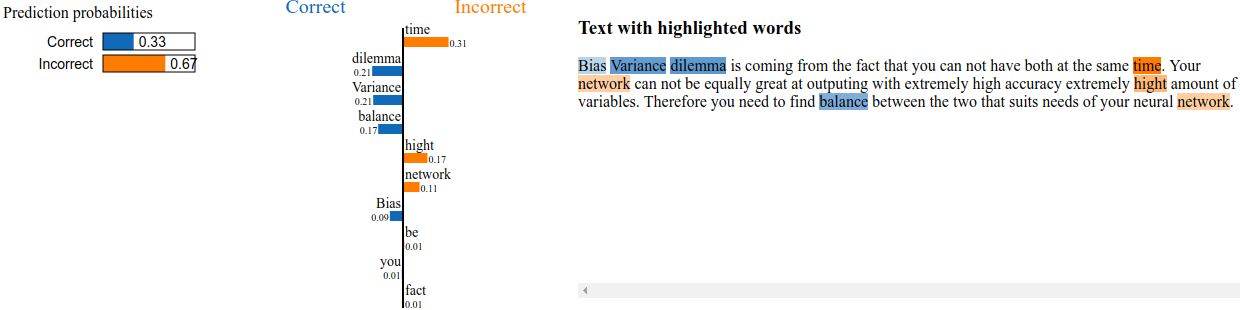 Prediction probabilities
Correct 0.33
Incorrect 0.67
Correct Incorrect
time
0.31
dilemma
0.21
Variance
0.21
balance
0.17
hight
0.17
network
0.11
Bias
0.09
be
0.01
you
0.01
fact
0.01
Text with highlighted words
Bias Variance dilemma is coming from the fact that you can not have both at the same time. Your
network can not be equally great at outputing with extremely high accuracy extremely hight amount of
variables. Therefore you need to find balance between the two that suits needs of your neural network.